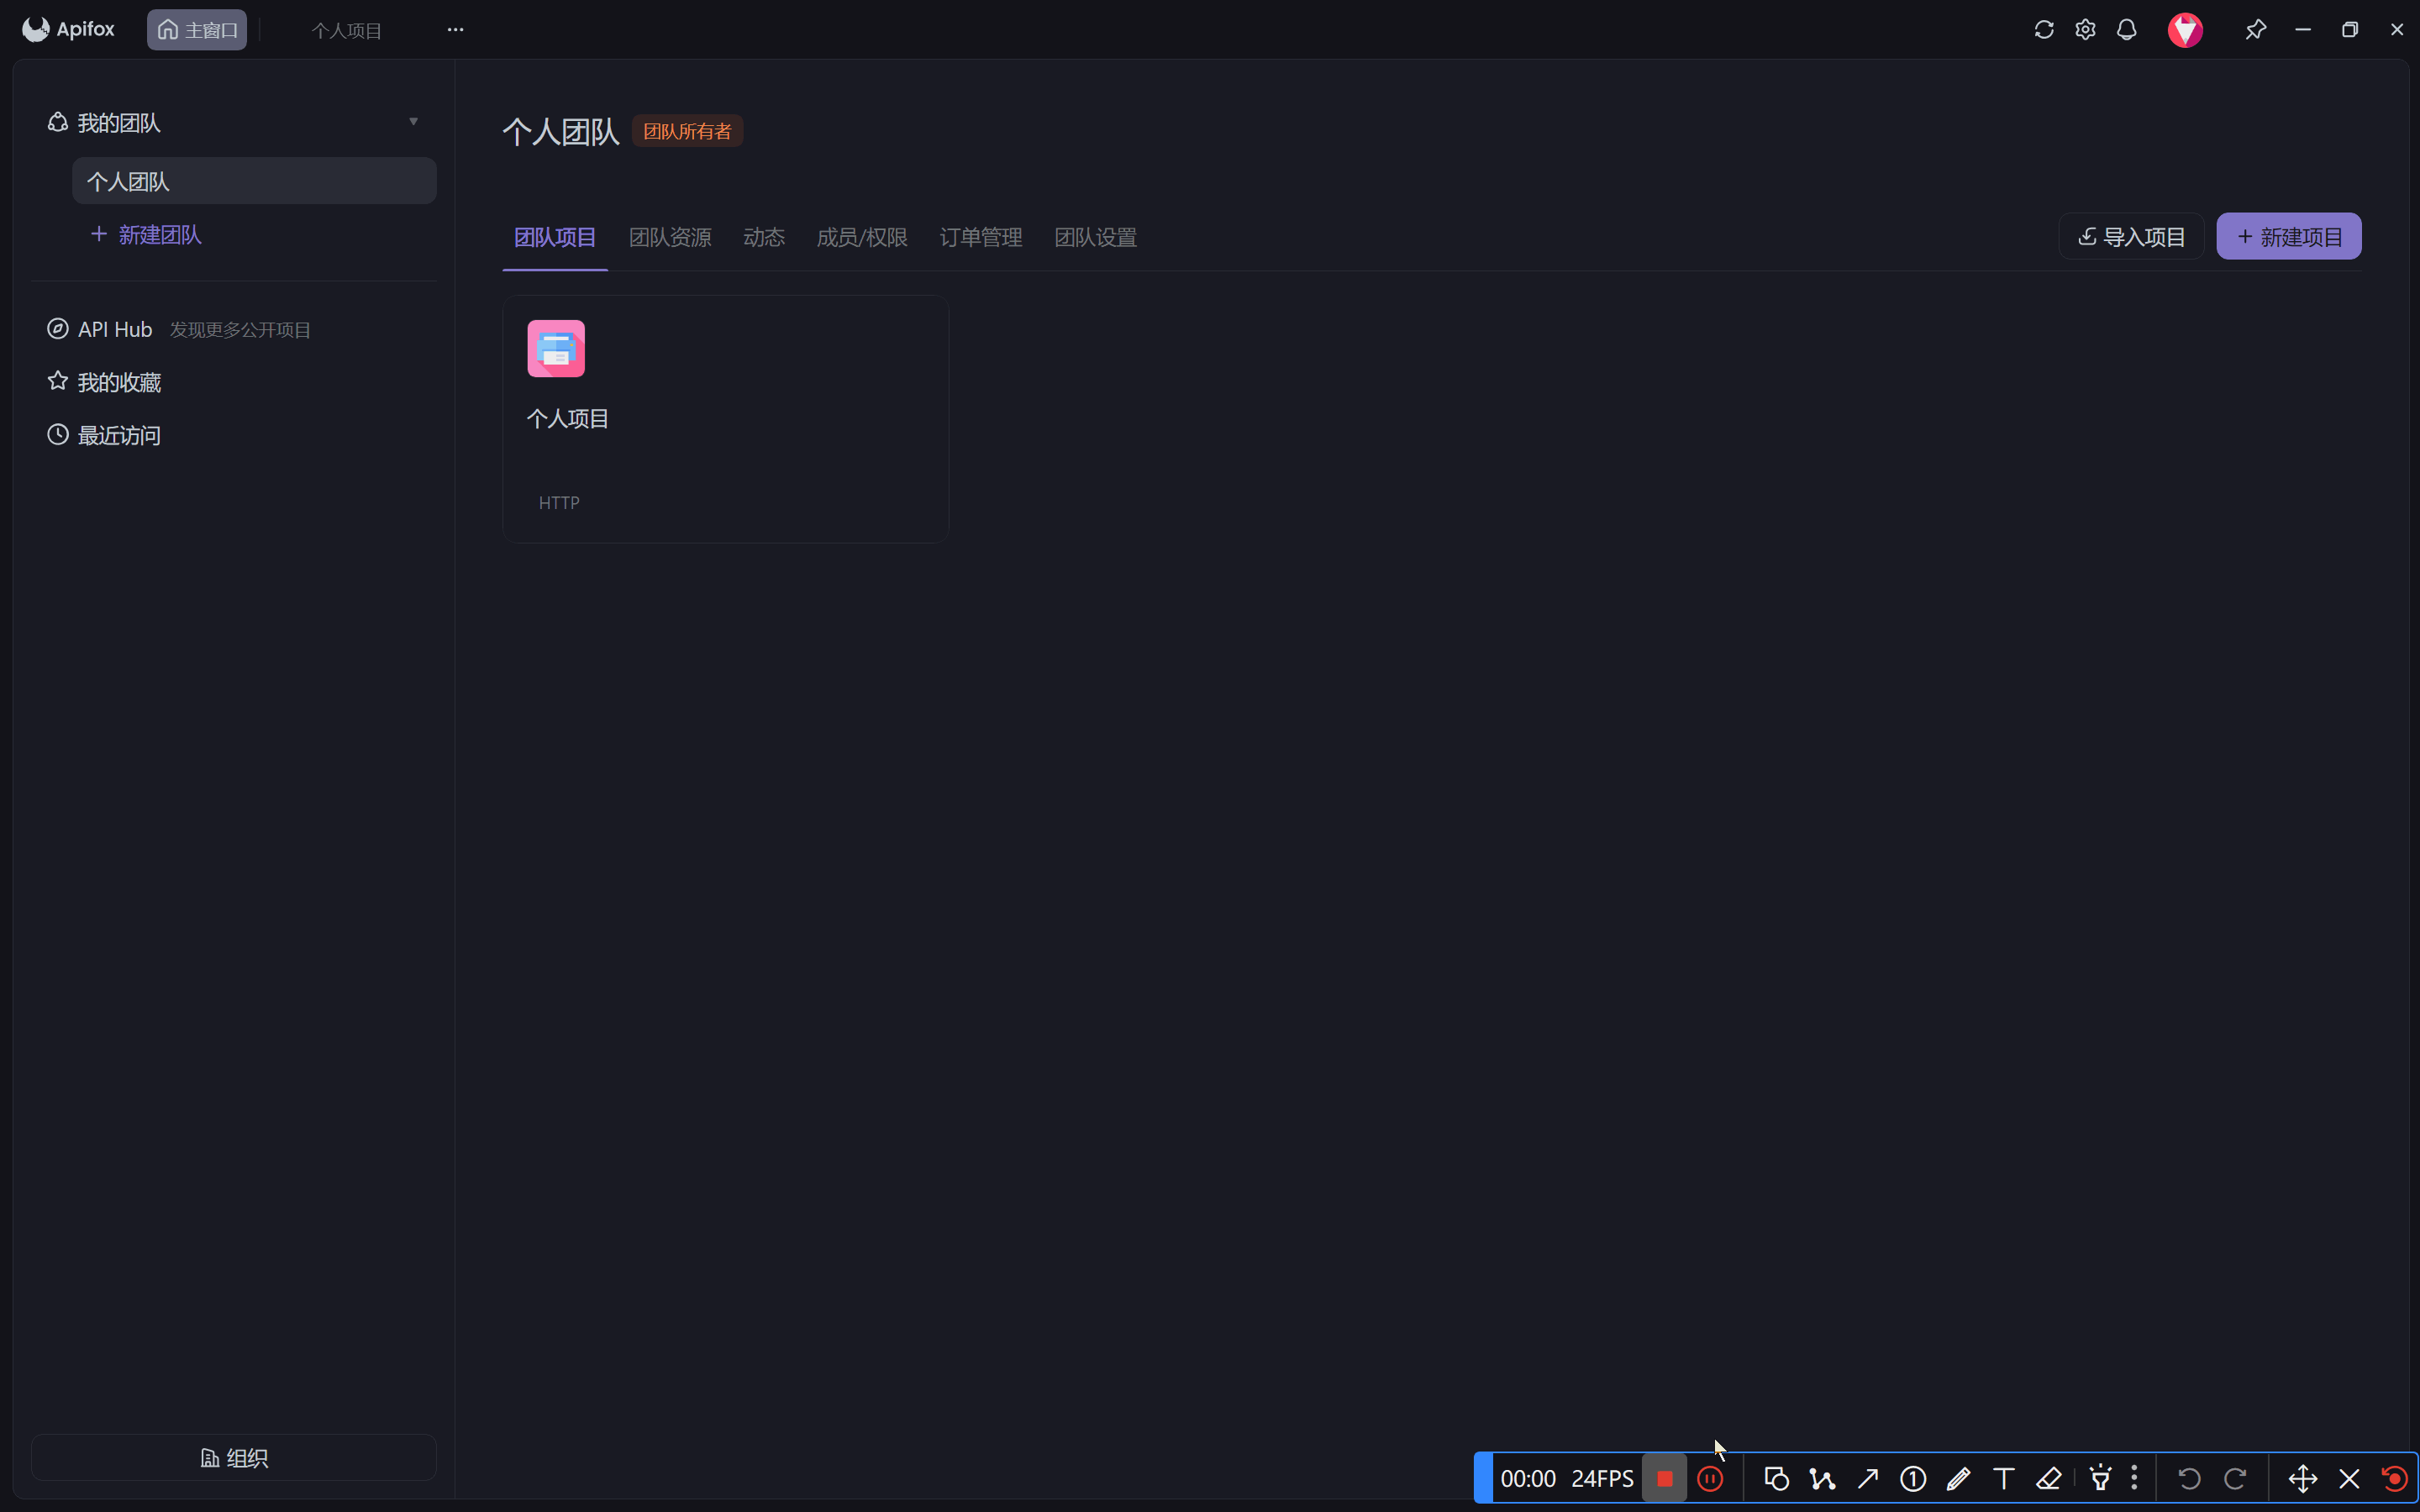 Apifox 主窗口 个人项目 ...
我的团队
个人团队
+ 新建团队
API Hub 发现更多公开项目
我的收藏
最近访问
组织
个人团队 团队所有者
团队项目 团队资源 动态 成员/权限 订单管理 团队设置 导入项目 + 新建项目
个人项目
HTTP
00:00 24FPS 1 T